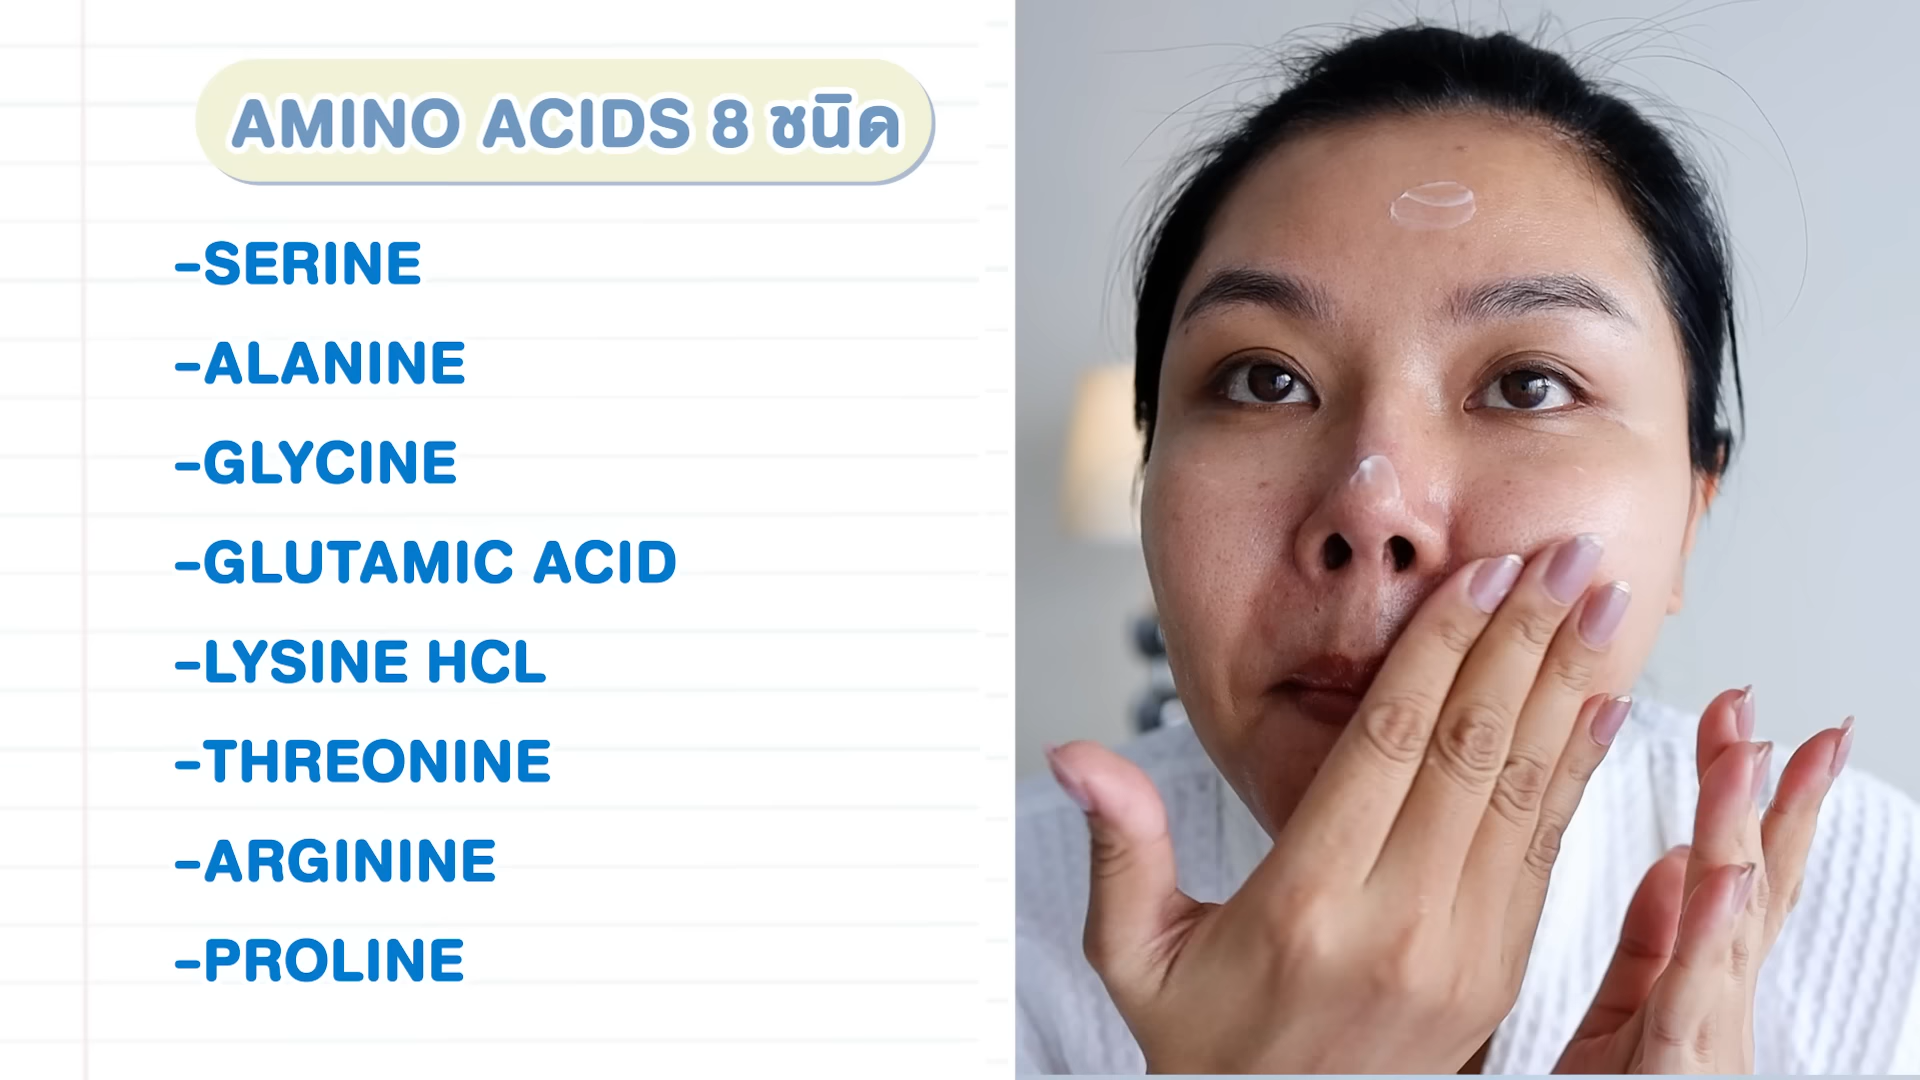 AMINO ACIDS 8 ชนิด
-SERINE
-ALANINE
-GLYCINE
-GLUTAMIC ACID
-LYSINE HCL
-THREONINE
-ARGININE
-PROLINE